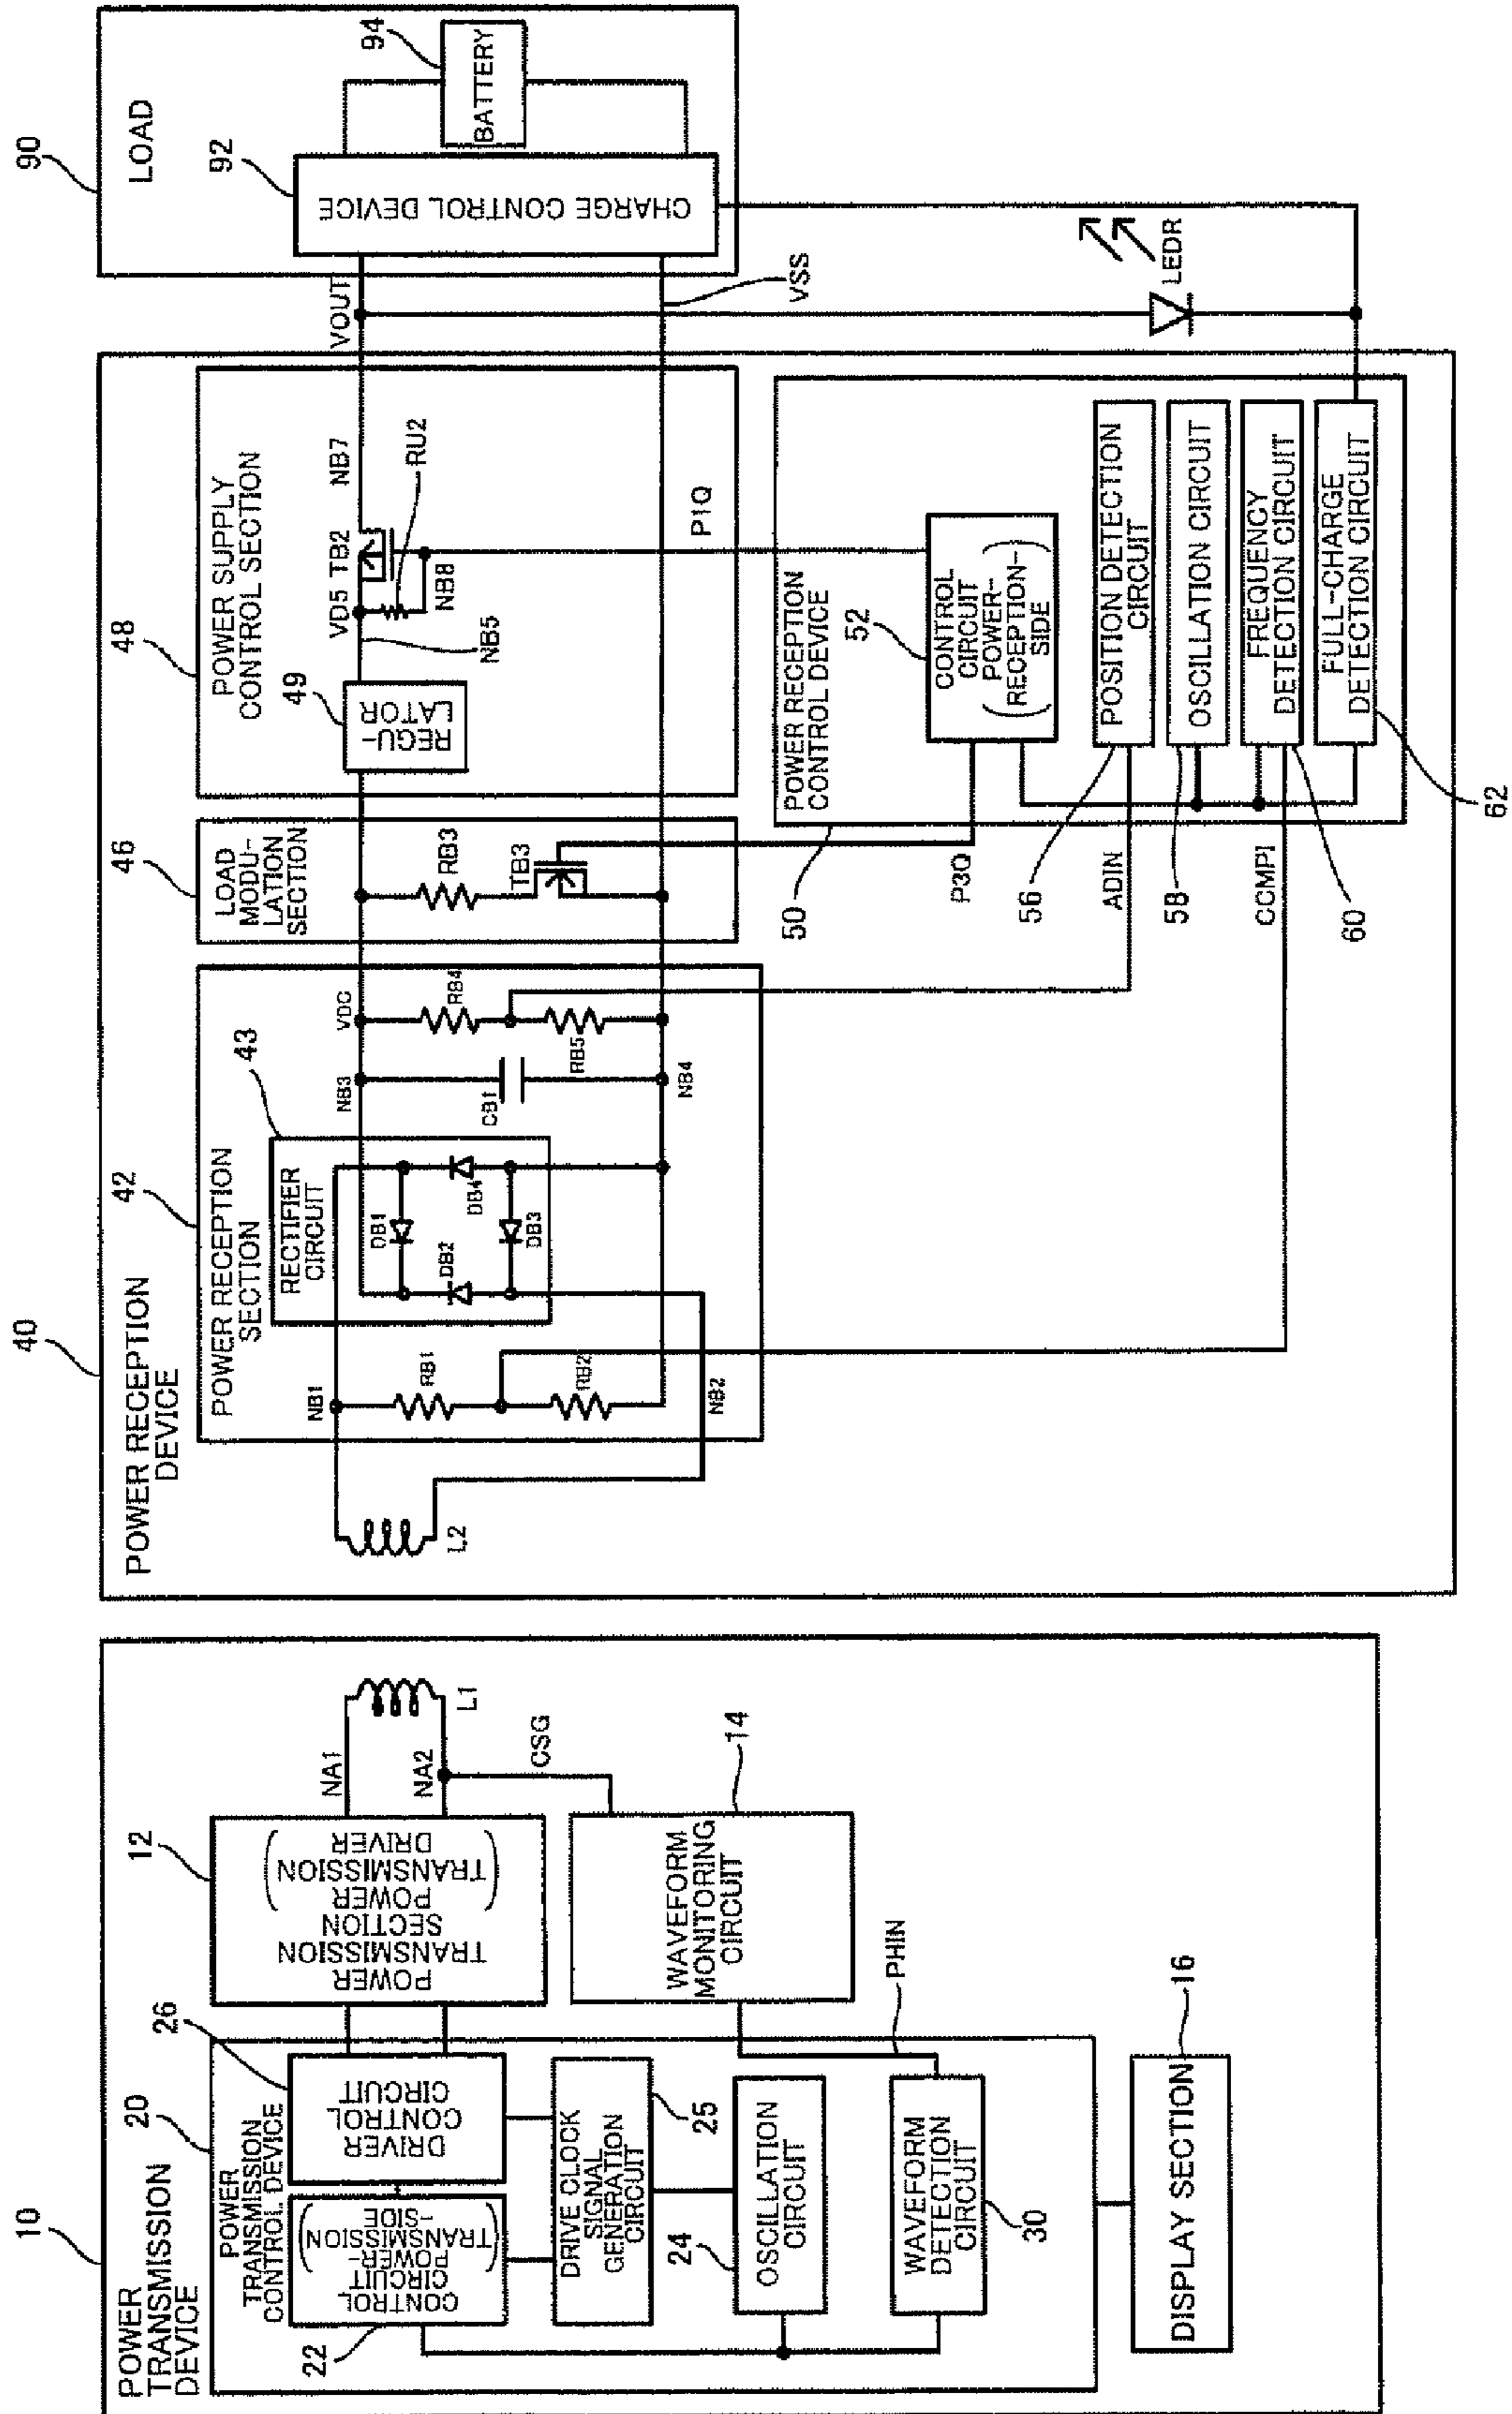 10
POWER
TRANSMISSION
DEVICE
20
POWER
TRANSMISSION
CONTROL DEVICE
22
CONTROL
CIRCUIT
(POWER-
TRANSMISSION
-SIDE)
26
DRIVER
CONTROL
CIRCUIT
DRIVE CLOCK
SIGNAL
GENERATION
CIRCUIT
25
24
OSCILLATION
CIRCUIT
WAVEFORM
DETECTION
CIRCUIT
30
DISPLAY SECTION
16
12
POWER
TRANSMISSION
SECTION
(POWER
TRANSMISSION
DRIVER)
NA1
NA2
L1
CSG
WAVEFORM
MONITORING
CIRCUIT
14
PHIN
40
POWER RECEPTION
DEVICE
L2
42
POWER RECEPTION
SECTION
NB1
RB1
RB2
NB2
43
RECTIFIER
CIRCUIT
DB1
DB2
DB4
DB3
NB3
CB1
NB4
VDC
RB4
RB5
46
LOAD
MODU-
LATION
SECTION
RB3
TB3
48
POWER SUPPLY
CONTROL SECTION
49
REGU-
LATOR
VD5
TB2
NB7
RU2
NB8
NB5
P1Q
50
POWER RECEPTION
CONTROL DEVICE
52
CONTROL
CIRCUIT
(POWER-
RECEPTION-
SIDE)
P3Q
POSITION DETECTION
CIRCUIT
56
ADIN
OSCILLATION CIRCUIT
58
FREQUENCY
DETECTION CIRCUIT
CCMPI
60
FULL-CHARGE
DETECTION CIRCUIT
62
VOUT
VSS
LEDR
90
LOAD
92
CHARGE CONTROL DEVICE
94
BATTERY